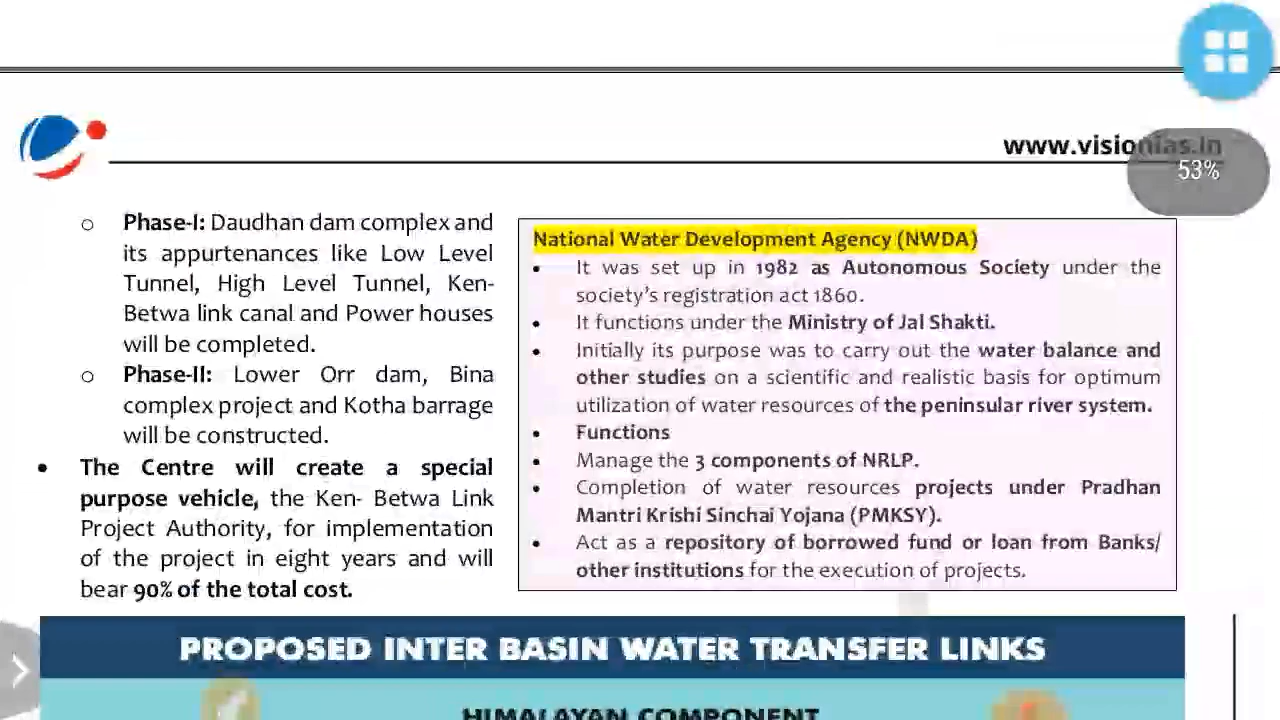 www.visionias.in
53%
○ Phase-I: Daudhan dam complex and
its appurtenances like Low Level
Tunnel, High Level Tunnel, Ken-
Betwa link canal and Power houses
will be completed.
○ Phase-II: Lower Orr dam, Bina
complex project and Kotha barrage
will be constructed.
• The Centre will create a special
purpose vehicle, the Ken- Betwa Link
Project Authority, for implementation
of the project in eight years and will
bear 90% of the total cost.
National Water Development Agency (NWDA)
• It was set up in 1982 as Autonomous Society under the
society's registration act 1860.
• It functions under the Ministry of Jal Shakti.
• Initially its purpose was to carry out the water balance and
other studies on a scientific and realistic basis for optimum
utilization of water resources of the peninsular river system.
• Functions
• Manage the 3 components of NRLP.
• Completion of water resources projects under Pradhan
Mantri Krishi Sinchai Yojana (PMKSY).
• Act as a repository of borrowed fund or loan from Banks/
other institutions for the execution of projects.
PROPOSED INTER BASIN WATER TRANSFER LINKS
HIMALAYAN COMPONENT